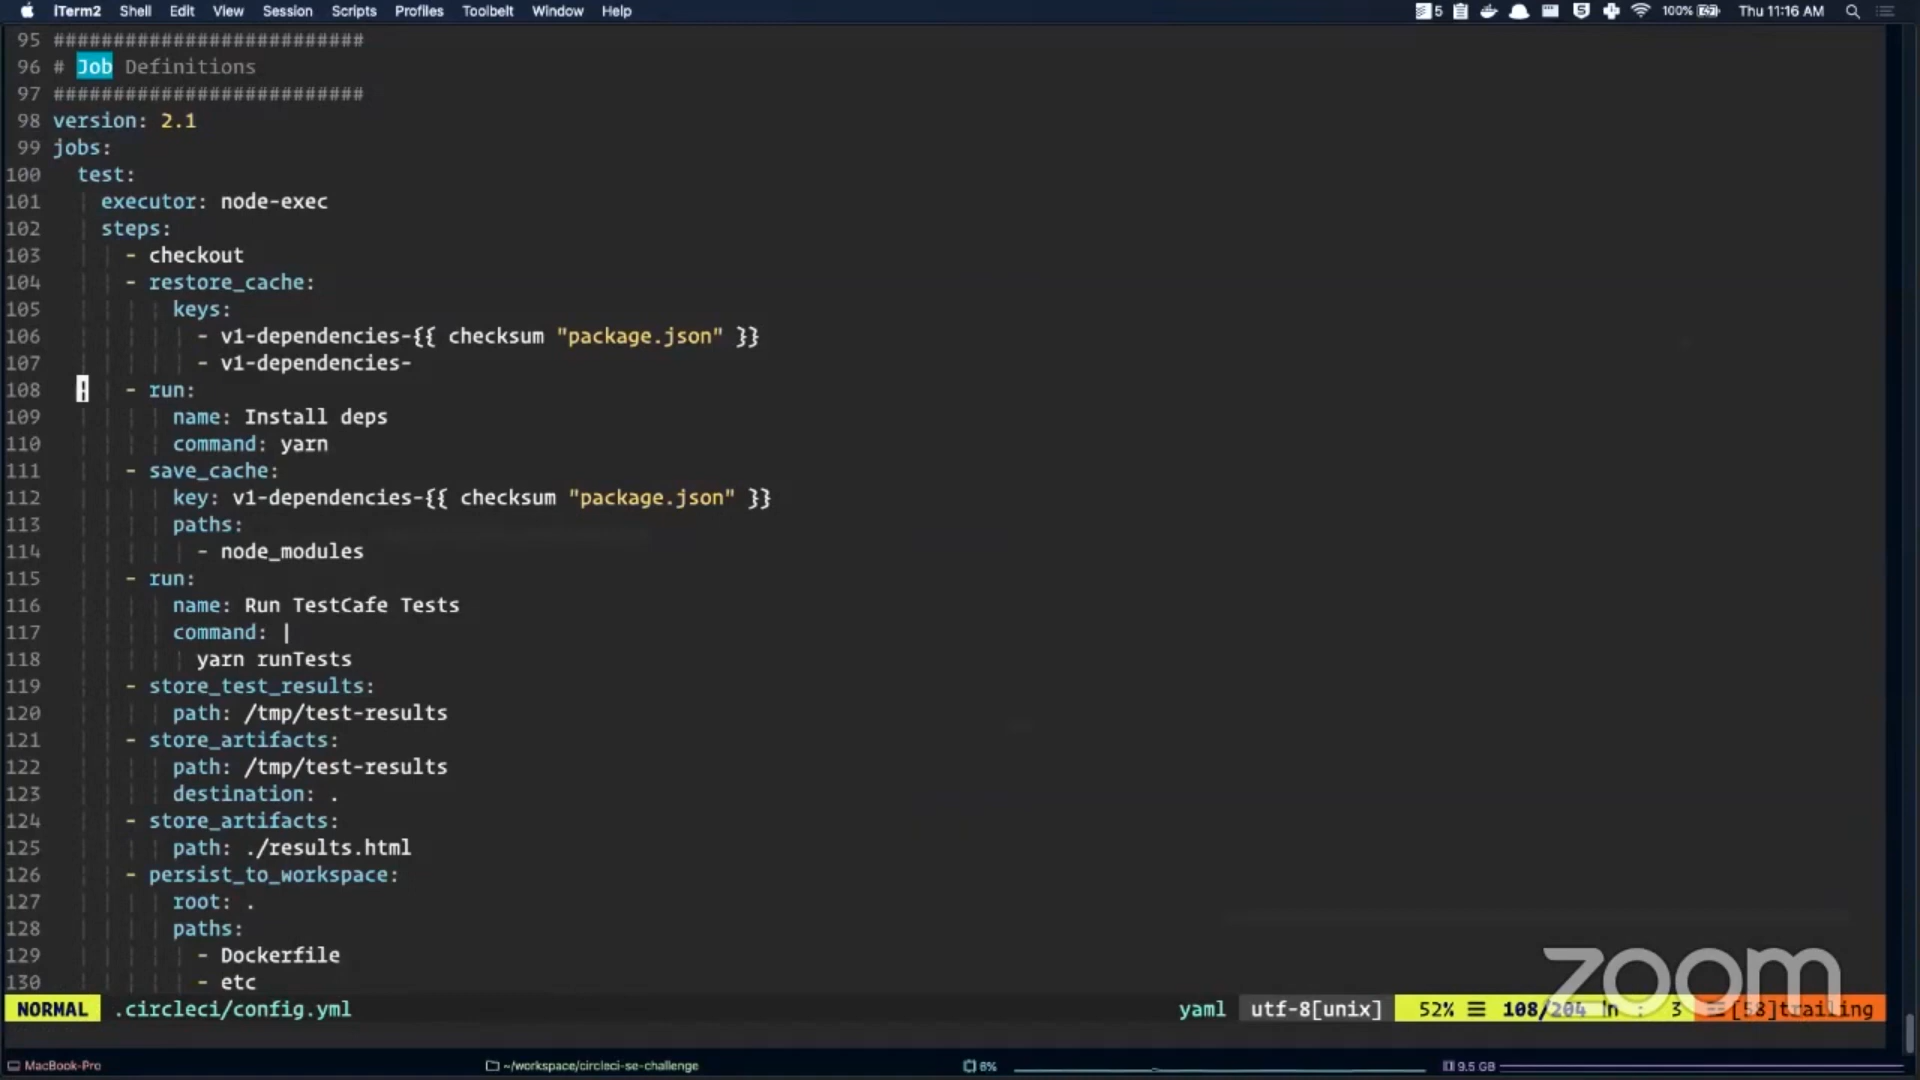 iTerm2 Shell Edit View Session Scripts Profiles Toolbelt Window Help 5 100% Thu 11:16 AM
95 ##########################
96 # Job Definitions
97 ##########################
98 version: 2.1
99 jobs:
100 test:
101 executor: node-exec
102 steps:
103 - checkout
104 - restore_cache:
105 keys:
106 - v1-dependencies-{{ checksum "package.json" }}
107 - v1-dependencies-
108 - run:
109 name: Install deps
110 command: yarn
111 - save_cache:
112 key: v1-dependencies-{{ checksum "package.json" }}
113 paths:
114 - node_modules
115 - run:
116 name: Run TestCafe Tests
117 command: |
118 yarn runTests
119 - store_test_results:
120 path: /tmp/test-results
121 - store_artifacts:
122 path: /tmp/test-results
123 destination: .
124 - store_artifacts:
125 path: ./results.html
126 - persist_to_workspace:
127 root: .
128 paths:
129 - Dockerfile
130 - etc
zoom
NORMAL .circleci/config.yml yaml utf-8[unix] 52% ☰ 108/204 : 3 [58]trailing
MacBook-Pro ~/workspace/circleci-se-challenge 6% 9.5 GB